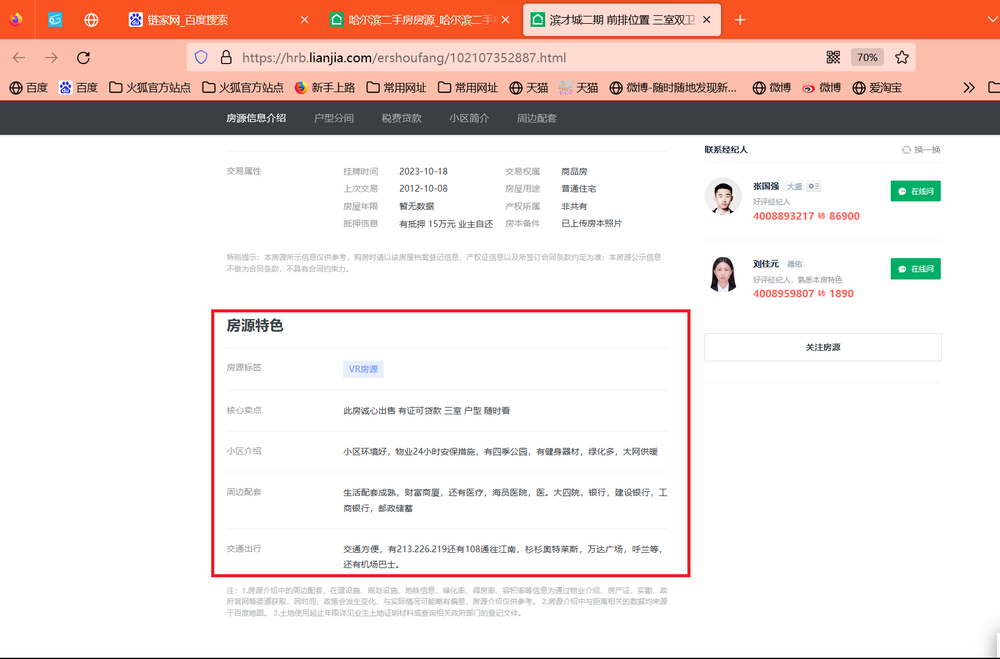 链家网_百度搜索
哈尔滨二手房房源_哈尔滨二手房
滨才城二期 前排位置 三室双卫
https://hrb.lianjia.com/ershoufang/102107352887.html
70%
百度
百度
火狐官方站点
火狐官方站点
新手上路
常用网址
常用网址
天猫
天猫
微博-随时随地发现新...
微博
微博
爱淘宝
房源信息介绍 户型分间 税费贷款 小区简介 周边配套
交易属性
挂牌时间 2023-10-18 交易权属 商品房
上次交易 2012-10-08 房屋用途 普通住宅
房屋年限 暂无数据 产权所属 非共有
抵押信息 有抵押 15万元 业主自还 房本备件 已上传房本照片
特别提示：本房源所示信息仅供参考，购房时请以该房屋档案登记信息、产权证信息以及所签订合同条款约定为准；本房源公示信息
不做为合同条款，不具有合同约束力。
房源特色
房源标签 VR房源
核心卖点 此房诚心出售 有证可贷款 三室 户型 随时看
小区介绍 小区环境好，物业24小时安保措施，有四季公园，有健身器材，绿化多，大网供暖
周边配套 生活配套成熟，财富商厦，还有医疗，海员医院，医。大四院，银行，建设银行，工
商银行，邮政储蓄
交通出行 交通方便，有213.226.219还有108通往江南，杉杉奥特莱斯，万达广场，呼兰等，
还有机场巴士。
注：1.房源介绍中的周边配套、在建设施、规划设施、地铁信息、绿化率、得房率、容积率等信息为通过物业介绍、房产证、实勘、政
府官网等渠道获取，因时间、政策会发生变化，与实际情况可能略有偏差，房源介绍仅供参考。 2.房源介绍中与距离相关的数据均来源
于百度地图。 3.土地使用起止年限详见业主土地证明材料或查询相关政府部门的登记文件。
联系经纪人 换一换
张国强 大盛
好评经纪人
4008893217 转 86900
在线问
刘佳元 德佑
好评经纪人，熟悉本房特色
4008959807 转 1890
在线问
关注房源